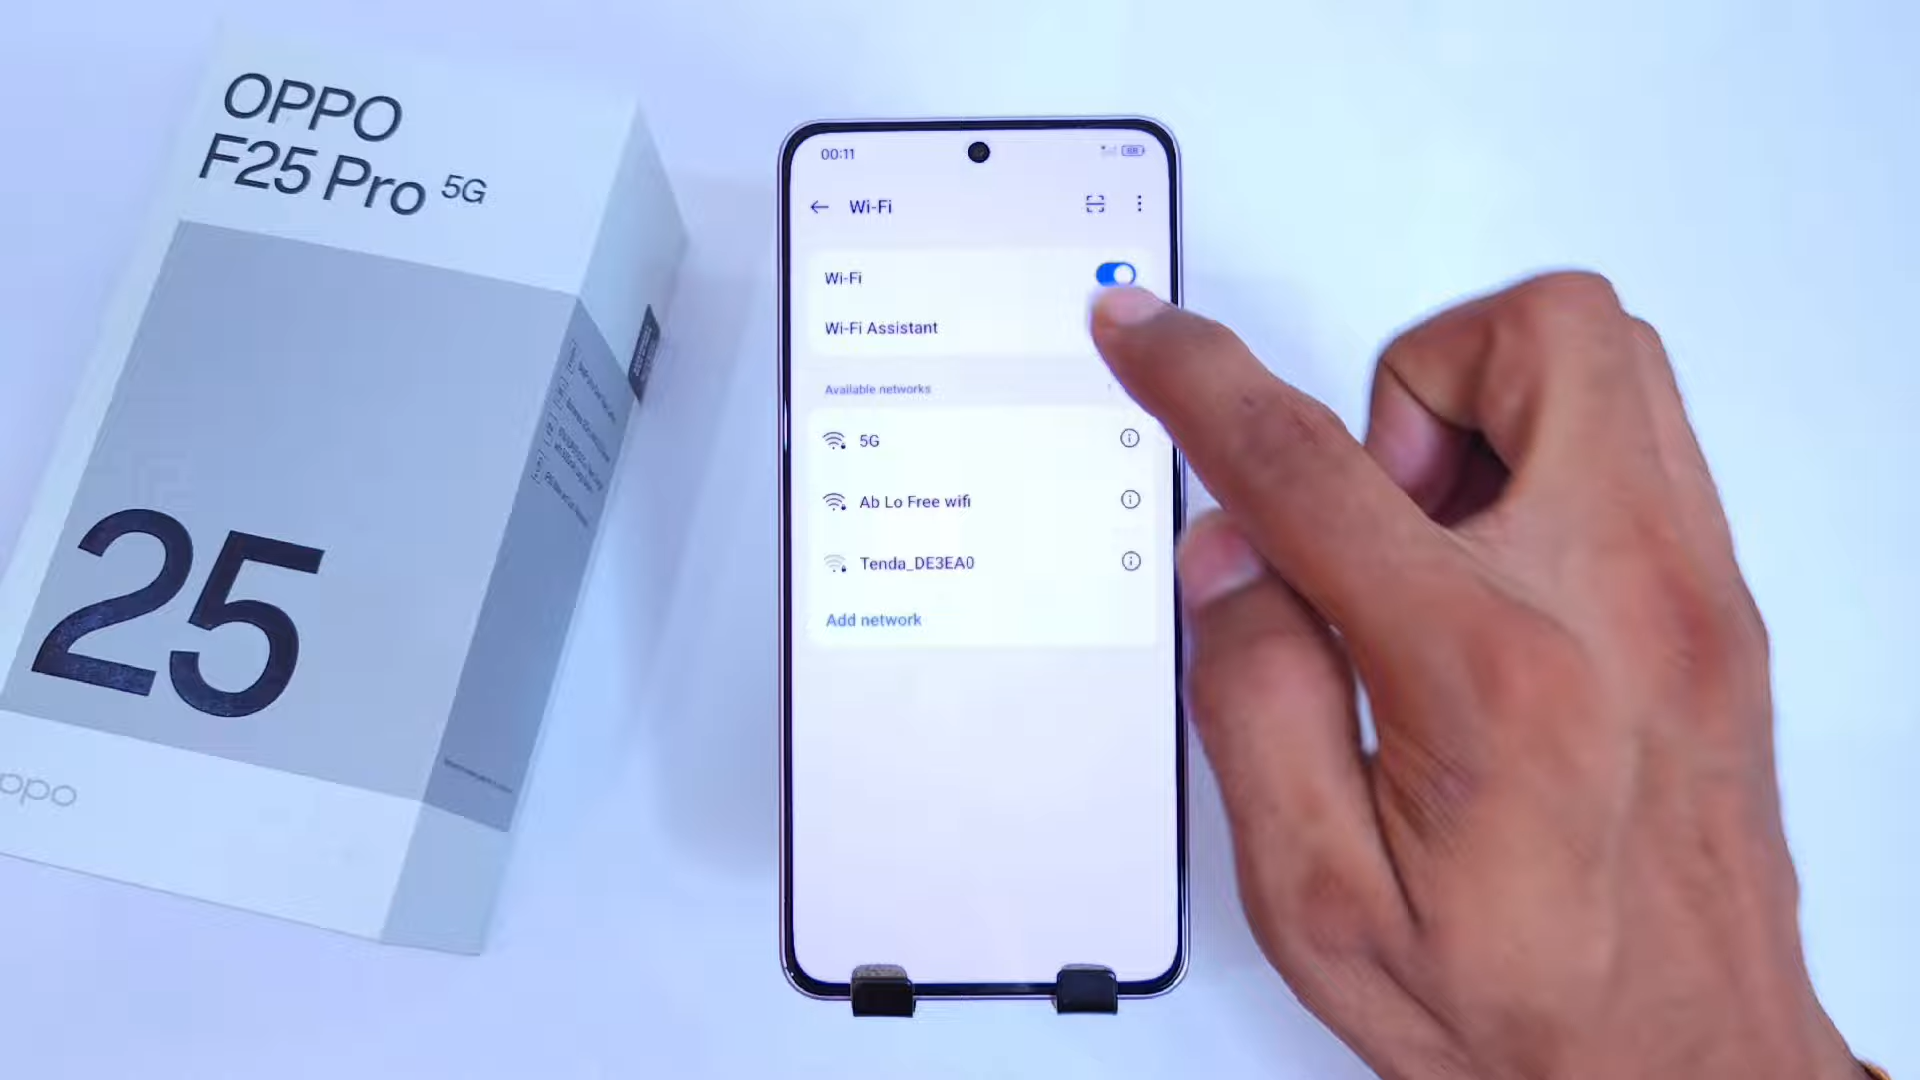 OPPO
F25 Pro 5G
25
oppo
00:11
Wi-Fi
Wi-Fi
Wi-Fi Assistant
Available networks
5G
Ab Lo Free wifi
Tenda_DE3EA0
Add network